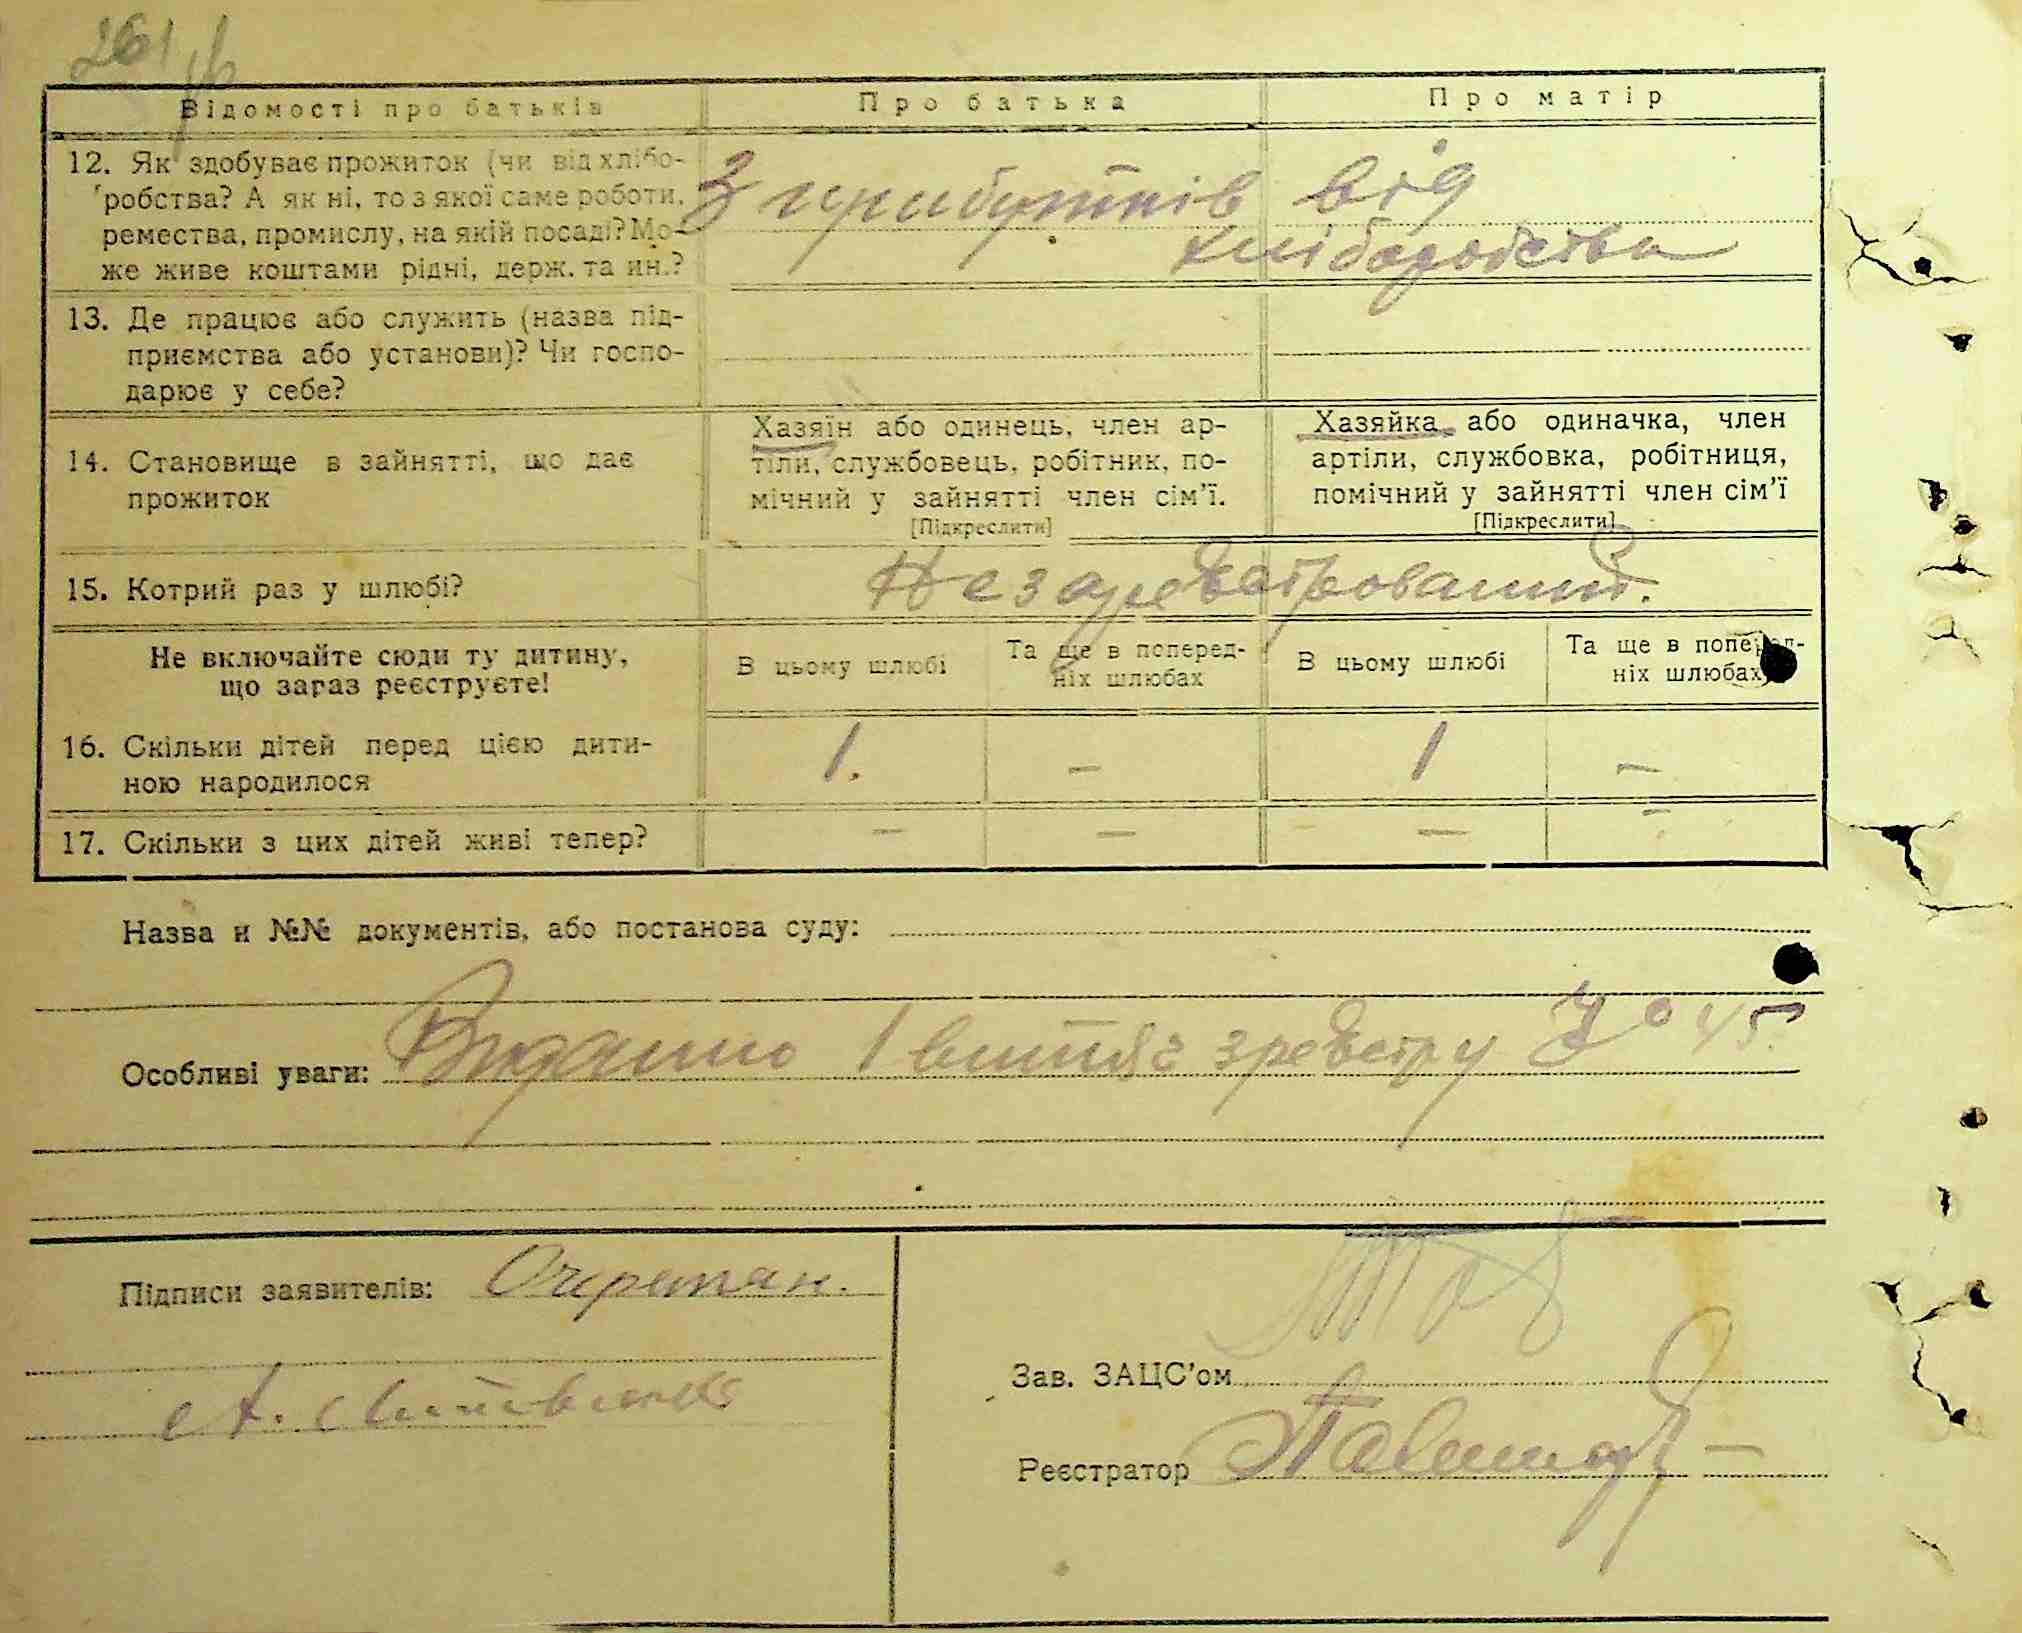 261
Відомості про батьків
Про батька
Про матір
12. Як здобуває прожиток (чи від хлібо-
робства? А як ні, то з якої саме роботи,
ремества, промислу, на якій посаді? Мо-
же живе коштами рідні, держ. та ин.?
З прибутків від
хліборобства
13. Де працює або служить (назва під-
приємства або установи)? Чи госпо-
дарює у себе?
14. Становище в зайнятті, що дає
прожиток
Хазяїн або одинець, член ар-
тіли, службовець, робітник, по-
мічний у зайнятті член сім’ї.
[Підкреслити]
Хазяйка або одиначка, член
артіли, службовка, робітниця,
помічний у зайнятті член сім’ї
[Підкреслити]
15. Котрий раз у шлюбі?
Незареєстрований.
Не включайте сюди ту дитину,
що зараз реєструєте!
В цьому шлюбі
Та ще в поперед-
ніх шлюбах
В цьому шлюбі
Та ще в поперед-
ніх шлюбах
16. Скільки дітей перед цією дити-
ною народилося
1. – 1 –
17. Скільки з цих дітей живі тепер?
– – – –
Назва и №№ документів, або постанова суду:
Особливі уваги: Видано 1 витяг з реєстру 45
Підписи заявителів: Очеретян.
А.
Зав. ЗАЦС’ом
Реєстратор